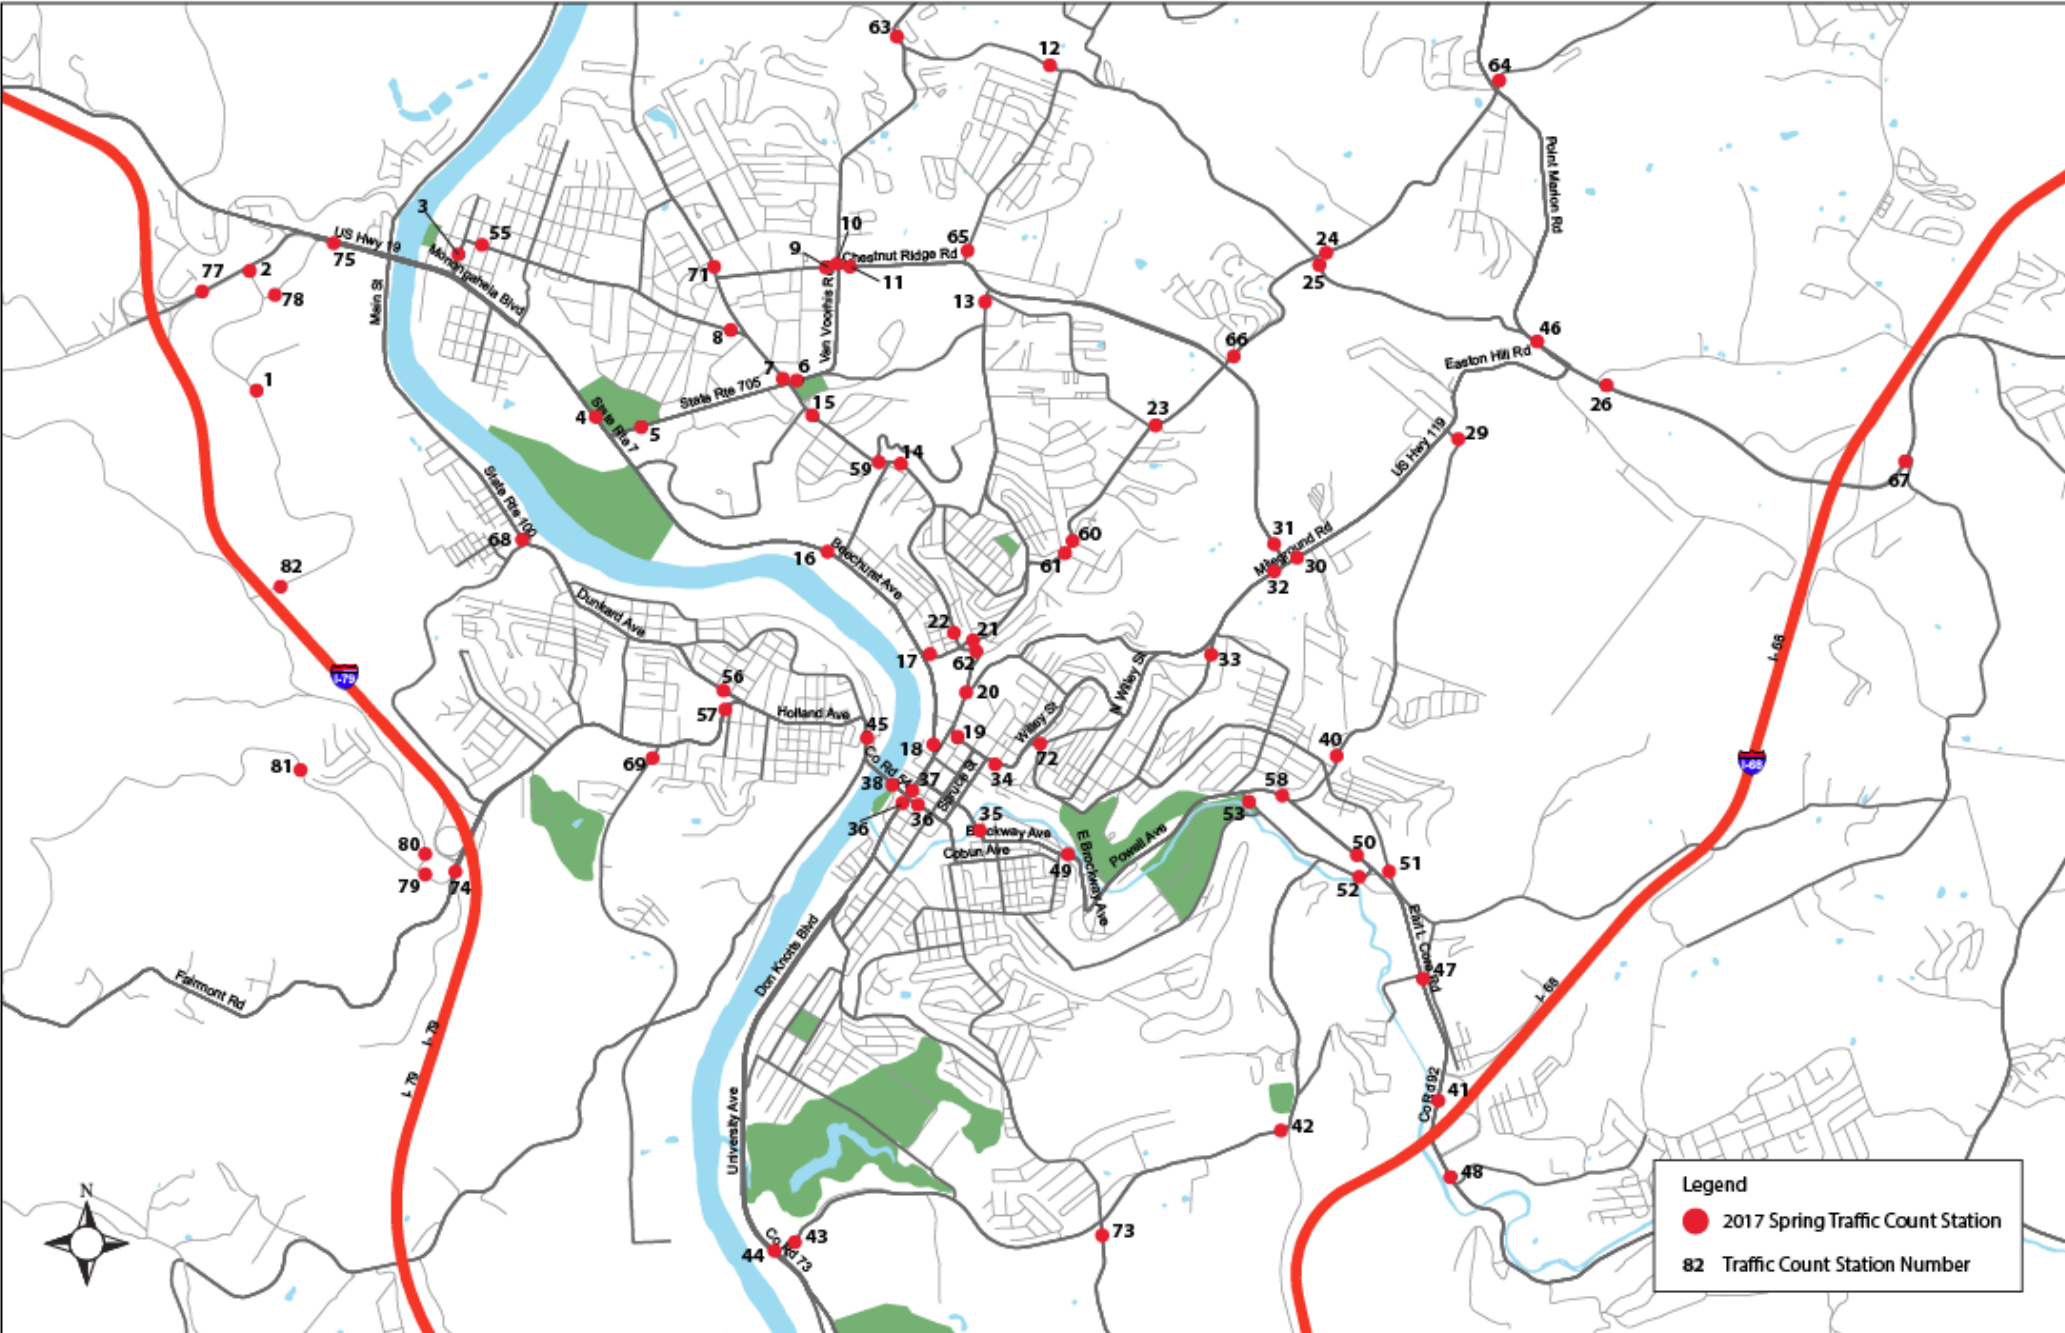 63
12
64
Point Marion Rd
3
55
US Hwy 19
75
Monongahela Blvd
77
2
78
Main St
10
9
Chestnut Ridge Rd
65
71
11
24
25
13
Van Voorhis R
8
7
6
State Rte 705
66
46
Easton Hill Rd
1
4
State Rte 7
5
15
23
26
59
14
29
US Hwy 119
67
State Rte 100
68
16
Beechurst Ave
60
61
31
Mileground Rd
30
32
82
Dunkard Ave
22
21
17
62
33
I-68
I-79
56
57
Holland Ave
20
N Willey St
45
18
19
Willey St
72
40
I-68
81
69
Co Rd 54
38
37
Spruce St
34
58
36
36
35
Brockway Ave
Cobun Ave
49
E Brockway Ave
Powell Ave
53
50
51
52
80
79
74
Earl L Core Rd
47
Don Knotts Blvd
Fairmont Rd
I-79
I-79
I-68
Co Rd 92
41
42
University Ave
48
N
44
Co Rd 73
43
73
Legend
2017 Spring Traffic Count Station
82 Traffic Count Station Number